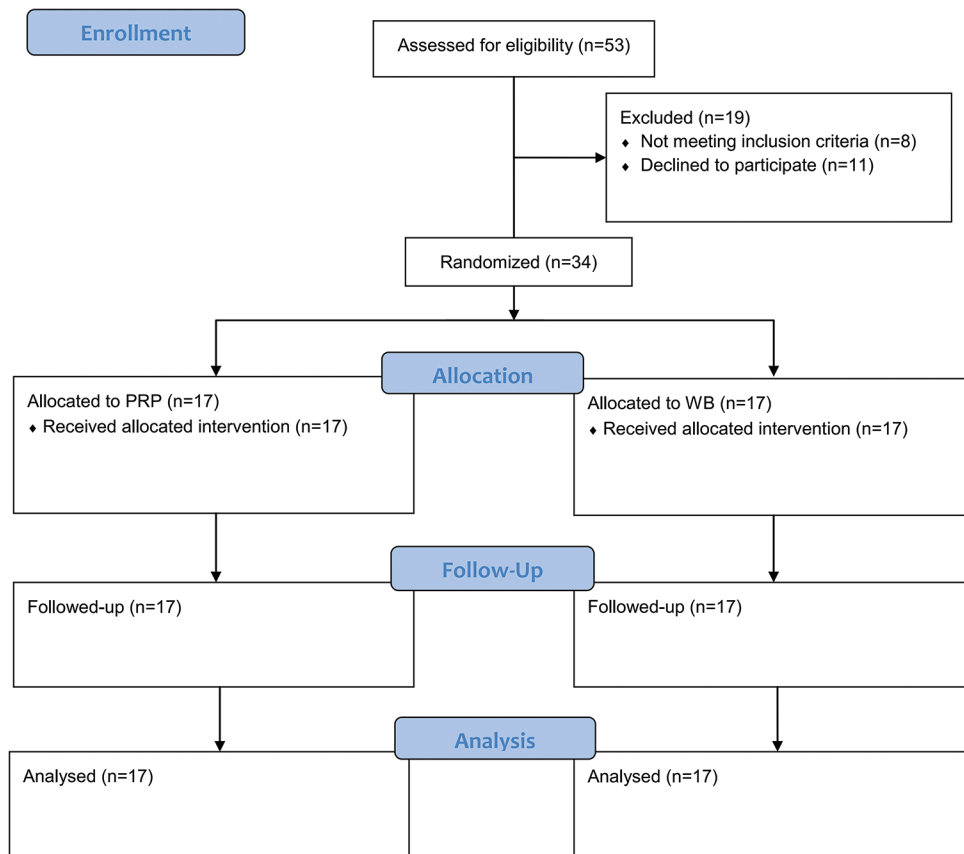 Enrollment
Assessed for eligibility (n=53)
Excluded (n=19)
♦ Not meeting inclusion criteria (n=8)
♦ Declined to participate (n=11)
Randomized (n=34)
Allocation
Allocated to PRP (n=17)
♦ Received allocated intervention (n=17)
Allocated to WB (n=17)
♦ Received allocated intervention (n=17)
Follow-Up
Followed-up (n=17)
Followed-up (n=17)
Analysis
Analysed (n=17)
Analysed (n=17)